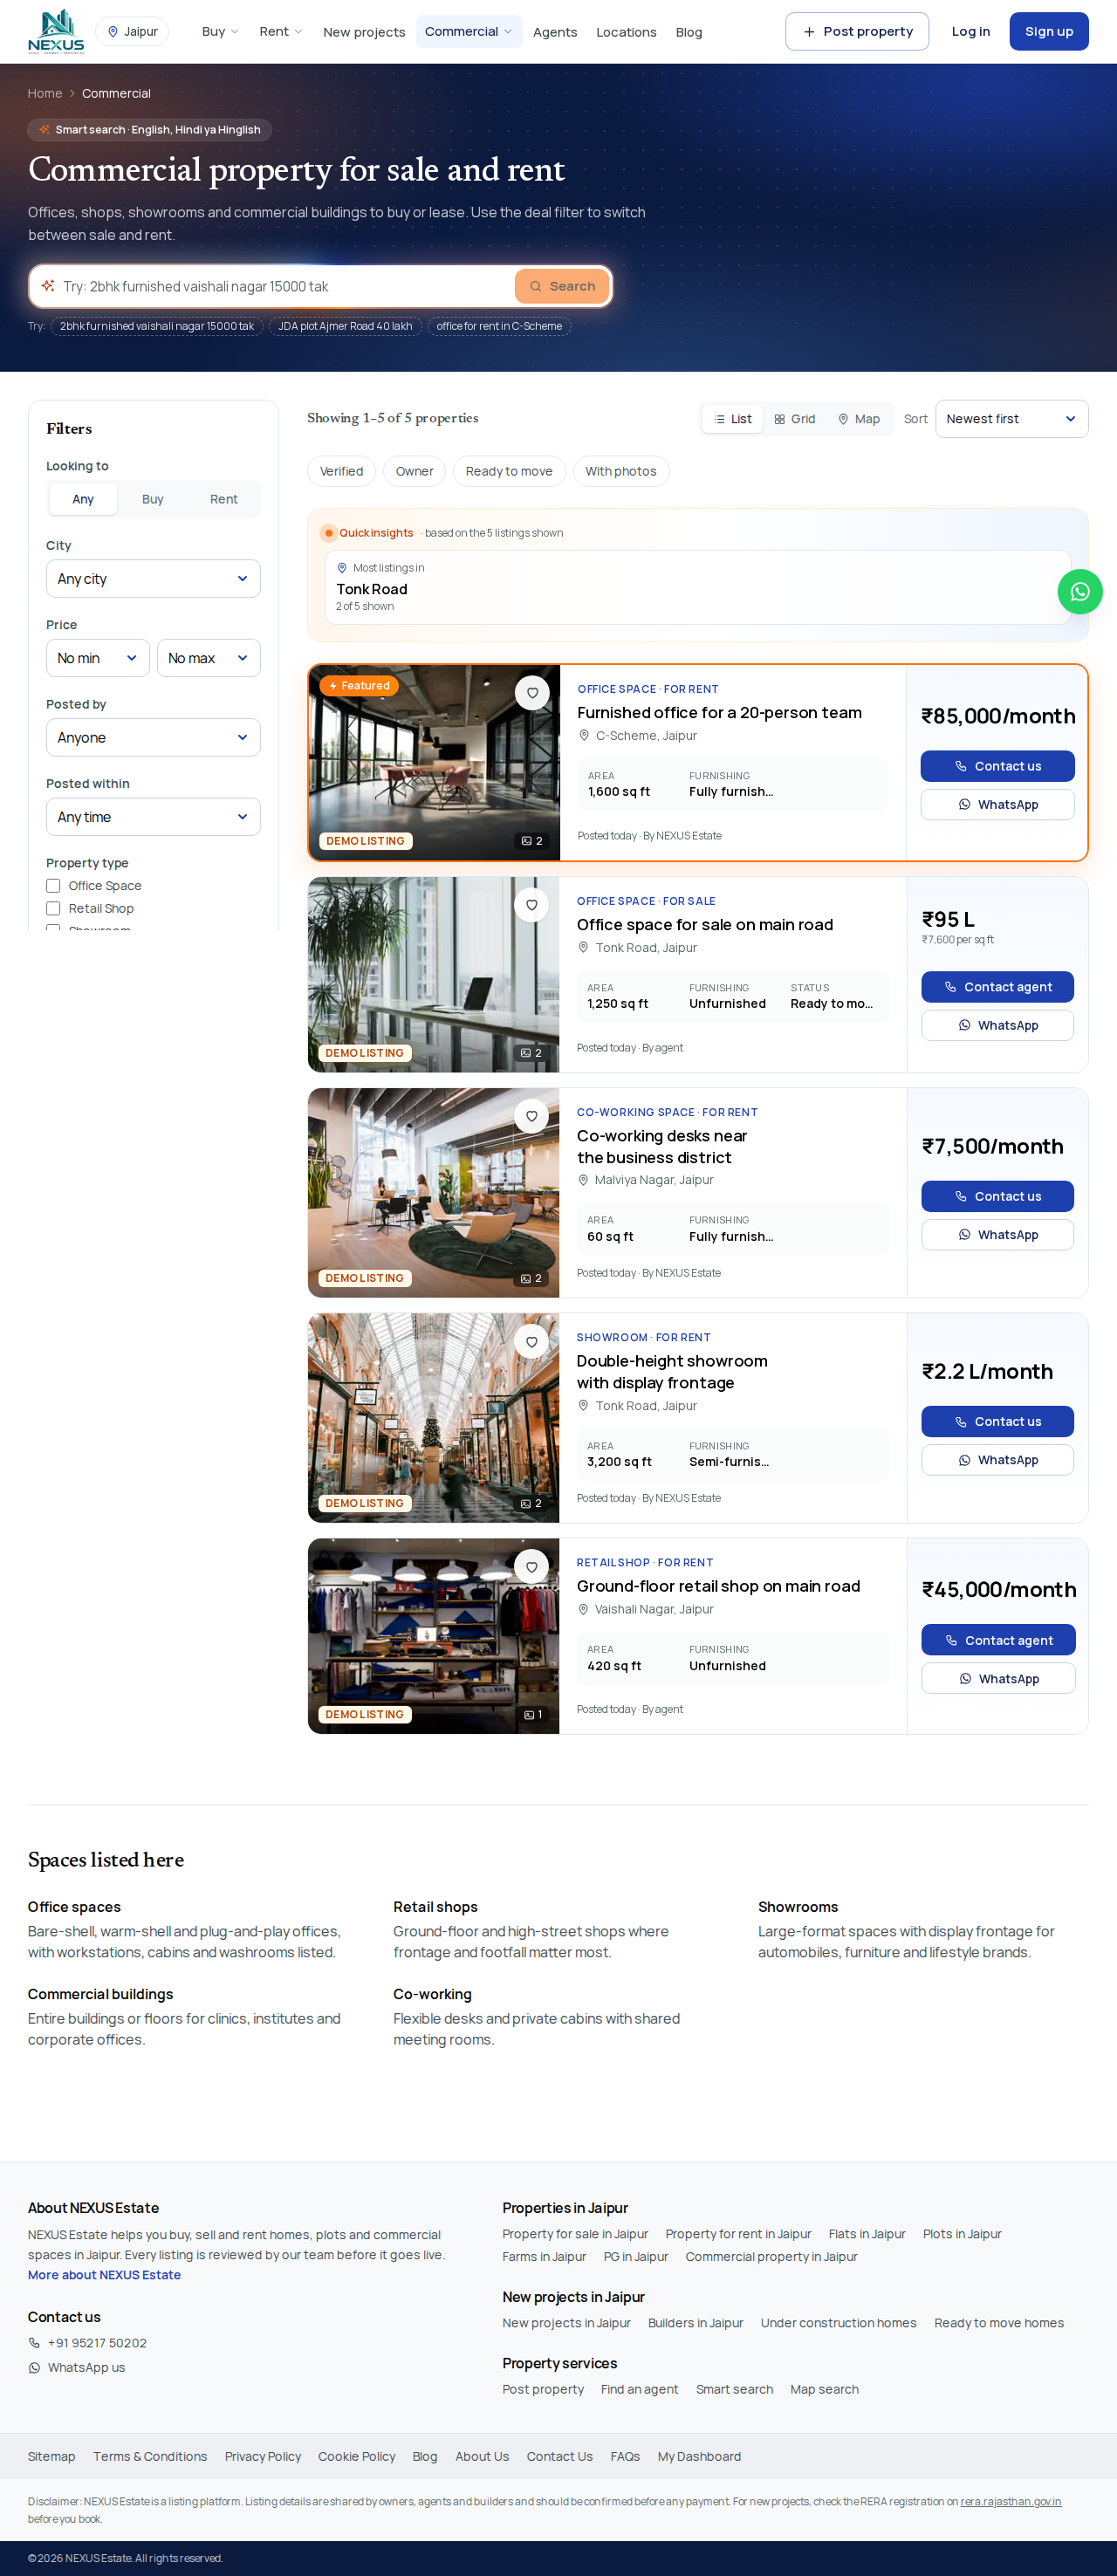 NEXUS
Jaipur
Buy
Rent
New projects
Commercial
Agents
Locations
Blog
Post property
Log in
Sign up
Home > Commercial
Smart search · English, Hindi ya Hinglish
Commercial property for sale and rent
Offices, shops, showrooms and commercial buildings to buy or lease. Use the deal filter to switch
between sale and rent.
Try: 2bhk furnished vaishali nagar 15000 tak
Search
Try:
2bhk furnished vaishali nagar 15000 tak
JDA plot Ajmer Road 40 lakh
office for rent in C-Scheme
Filters
Looking to
Any
Buy
Rent
City
Any city
Price
No min
No max
Posted by
Anyone
Posted within
Any time
Property type
Office Space
Retail Shop
Showroom
Showing 1–5 of 5 properties
List
Grid
Map
Sort
Newest first
Verified
Owner
Ready to move
With photos
Quick insights · based on the 5 listings shown
Most listings in
Tonk Road
2 of 5 shown
Featured
DEMO LISTING
2
OFFICE SPACE · FOR RENT
Furnished office for a 20-person team
C-Scheme, Jaipur
AREA
1,600 sq ft
FURNISHING
Fully furnish...
Posted today · By NEXUS Estate
₹85,000/month
Contact us
WhatsApp
DEMO LISTING
2
OFFICE SPACE · FOR SALE
Office space for sale on main road
Tonk Road, Jaipur
AREA
1,250 sq ft
FURNISHING
Unfurnished
STATUS
Ready to mo...
Posted today · By agent
₹95 L
₹7,600 per sq ft
Contact agent
WhatsApp
DEMO LISTING
2
CO-WORKING SPACE · FOR RENT
Co-working desks near
the business district
Malviya Nagar, Jaipur
AREA
60 sq ft
FURNISHING
Fully furnish...
Posted today · By NEXUS Estate
₹7,500/month
Contact us
WhatsApp
DEMO LISTING
2
SHOWROOM · FOR RENT
Double-height showroom
with display frontage
Tonk Road, Jaipur
AREA
3,200 sq ft
FURNISHING
Semi-furnis...
Posted today · By NEXUS Estate
₹2.2 L/month
Contact us
WhatsApp
DEMO LISTING
1
RETAIL SHOP · FOR RENT
Ground-floor retail shop on main road
Vaishali Nagar, Jaipur
AREA
420 sq ft
FURNISHING
Unfurnished
Posted today · By agent
₹45,000/month
Contact agent
WhatsApp
Spaces listed here
Office spaces
Bare-shell, warm-shell and plug-and-play offices,
with workstations, cabins and washrooms listed.
Retail shops
Ground-floor and high-street shops where
frontage and footfall matter most.
Showrooms
Large-format spaces with display frontage for
automobiles, furniture and lifestyle brands.
Commercial buildings
Entire buildings or floors for clinics, institutes and
corporate offices.
Co-working
Flexible desks and private cabins with shared
meeting rooms.
About NEXUS Estate
NEXUS Estate helps you buy, sell and rent homes, plots and commercial
spaces in Jaipur. Every listing is reviewed by our team before it goes live.
More about NEXUS Estate
Contact us
+91 95217 50202
WhatsApp us
Properties in Jaipur
Property for sale in Jaipur
Property for rent in Jaipur
Flats in Jaipur
Plots in Jaipur
Farms in Jaipur
PG in Jaipur
Commercial property in Jaipur
New projects in Jaipur
New projects in Jaipur
Builders in Jaipur
Under construction homes
Ready to move homes
Property services
Post property
Find an agent
Smart search
Map search
Sitemap
Terms & Conditions
Privacy Policy
Cookie Policy
Blog
About Us
Contact Us
FAQs
My Dashboard
Disclaimer: NEXUS Estate is a listing platform. Listing details are shared by owners, agents and builders and should be confirmed before any payment. For new projects, check the RERA registration on rera.rajasthan.gov.in
before you book.
© 2026 NEXUS Estate. All rights reserved.